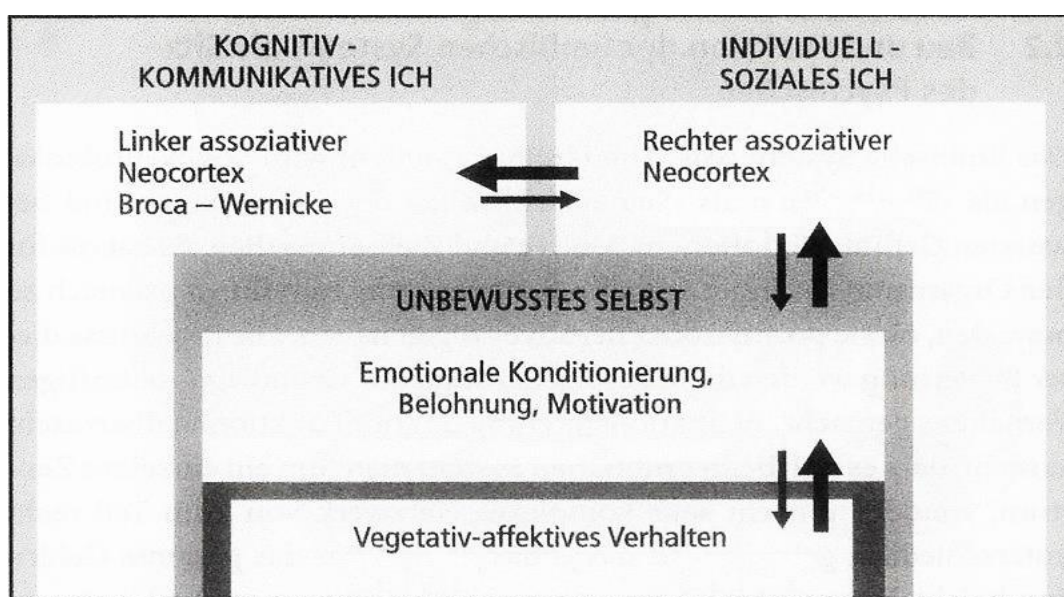 KOGNITIV -
KOMMUNIKATIVES ICH
INDIVIDUELL -
SOZIALES ICH
Linker assoziativer
Neocortex
Broca – Wernicke
Rechter assoziativer
Neocortex
UNBEWUSSTES SELBST
Emotionale Konditionierung,
Belohnung, Motivation
Vegetativ-affektives Verhalten